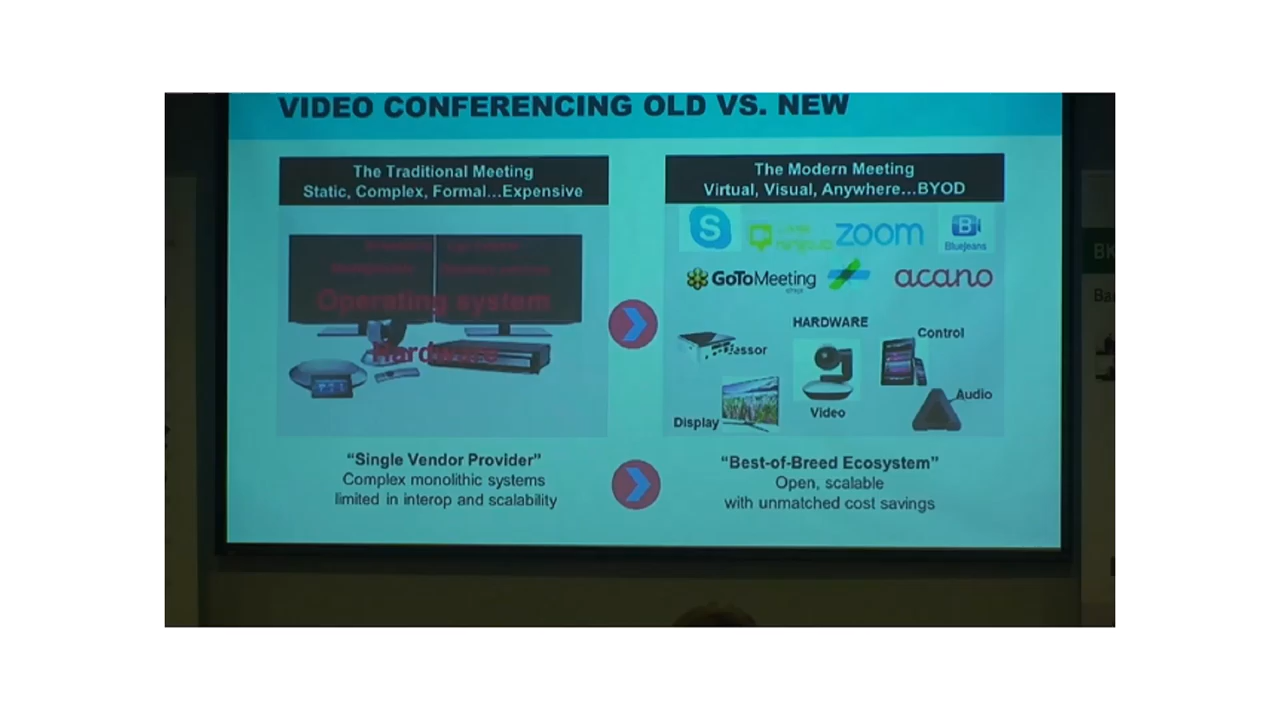 VIDEO CONFERENCING OLD VS. NEW
The Traditional Meeting
Static, Complex, Formal...Expensive
The Modern Meeting
Virtual, Visual, Anywhere...BYOD
Operating system
Hardware
zoom
BlueJeans
GoToMeeting
acano
HARDWARE
Control
Audio
Video
Display
"Single Vendor Provider"
Complex monolithic systems
limited in interop and scalability
"Best-of-Breed Ecosystem"
Open, scalable
with unmatched cost savings